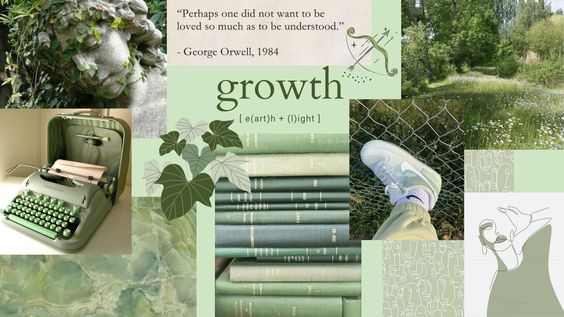 “Perhaps one did not want to be
loved so much as to be understood.”
- George Orwell, 1984
growth
[ e(art)h + (l)ight ]